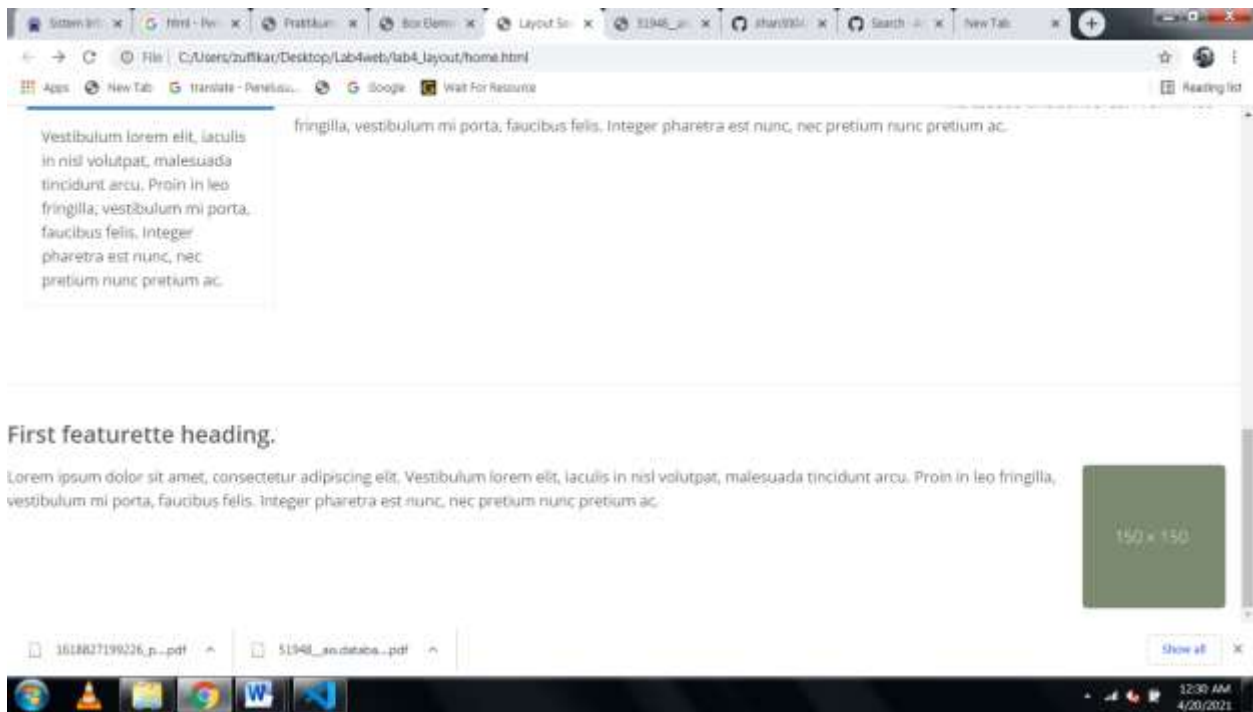 New Tab
File C:/Users/zulfikar/Desktop/Lab4web/lab4_layout/home.html
Apps New Tab translate - Google Wait For Resource Reading list
fringilla, vestibulum mi porta, faucibus felis. Integer pharetra est nunc, nec pretium nunc pretium ac.
Vestibulum lorem elit, iaculis
in nisl volutpat, malesuada
tincidunt arcu. Proin in leo
fringilla, vestibulum mi porta,
faucibus felis. Integer
pharetra est nunc, nec
pretium nunc pretium ac.
First featurette heading.
Lorem ipsum dolor sit amet, consectetur adipiscing elit. Vestibulum lorem elit, iaculis in nisl volutpat, malesuada tincidunt arcu. Proin in leo fringilla,
vestibulum mi porta, faucibus felis. Integer pharetra est nunc, nec pretium nunc pretium ac.
150 × 150
1618827199226_p....pdf
Show all
12:30 AM
4/20/2021